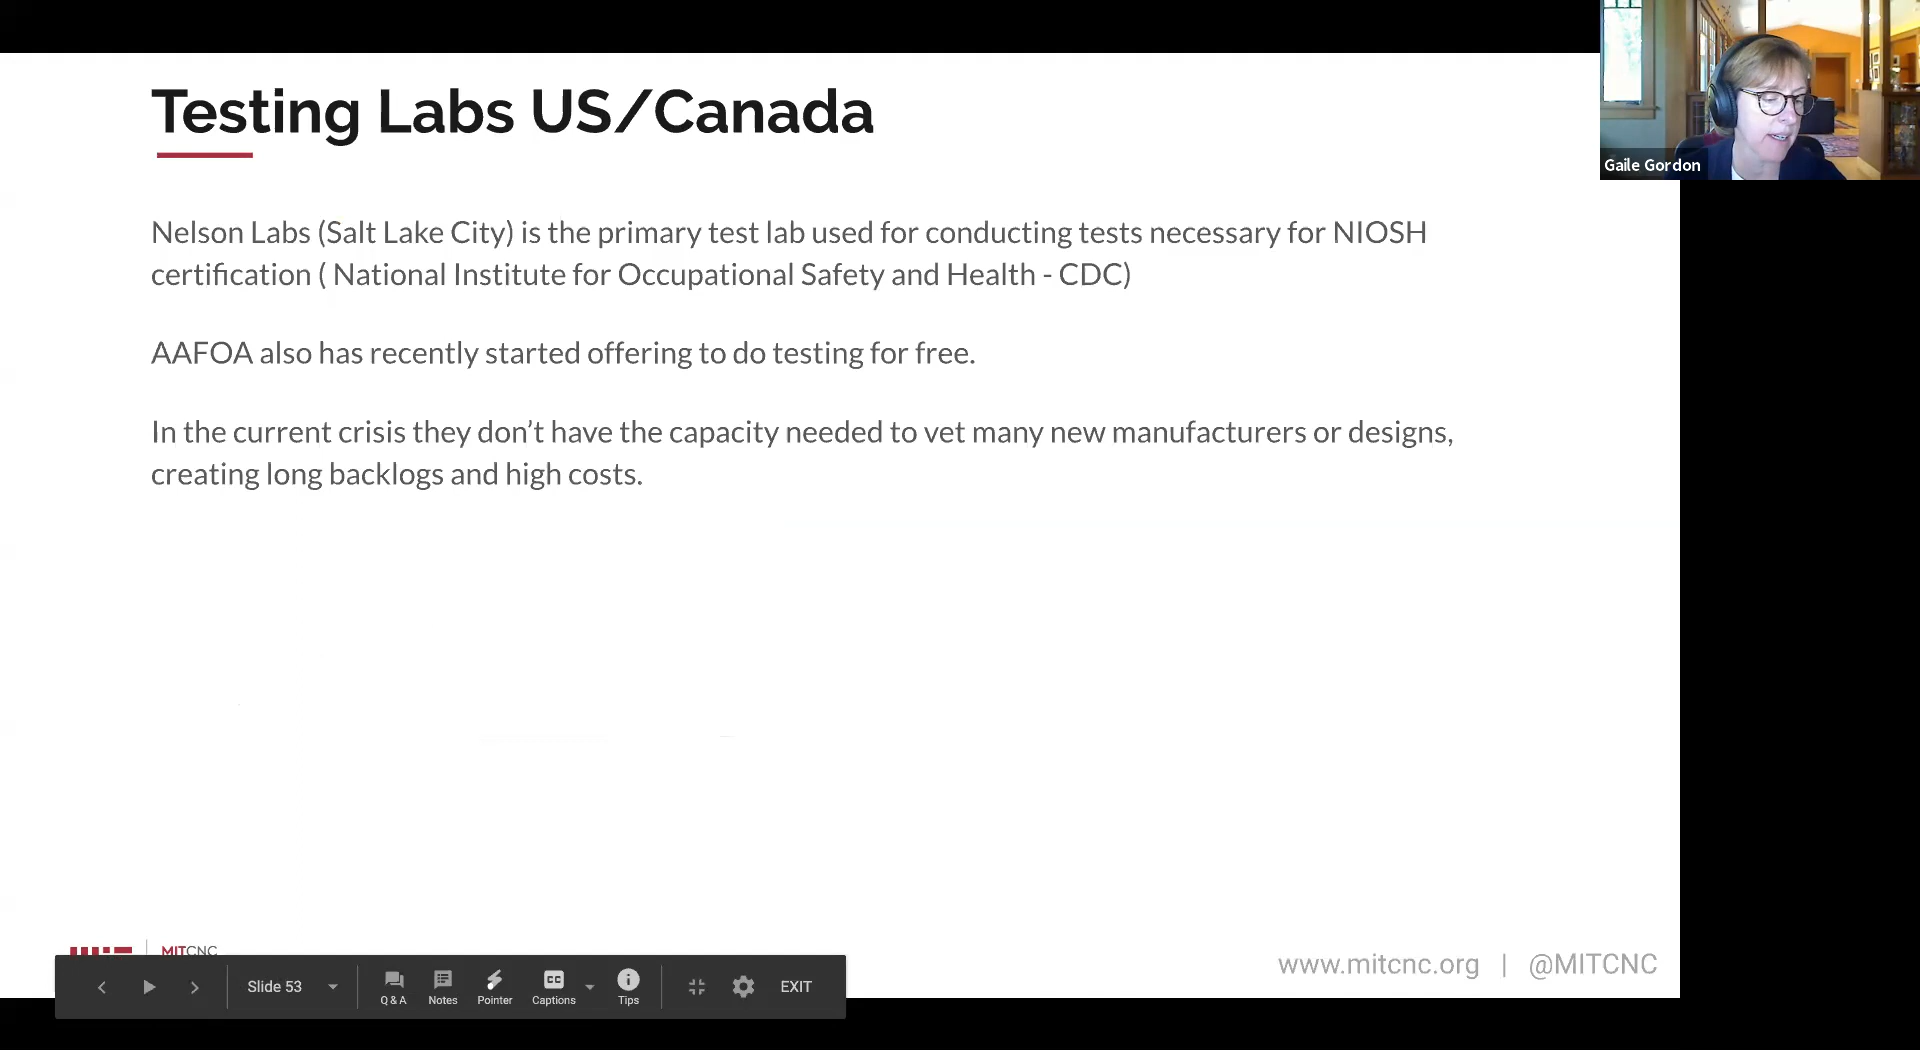 Testing Labs US/Canada
Gaile Gordon
Nelson Labs (Salt Lake City) is the primary test lab used for conducting tests necessary for NIOSH
certification ( National Institute for Occupational Safety and Health - CDC)
AAFOA also has recently started offering to do testing for free.
In the current crisis they don’t have the capacity needed to vet many new manufacturers or designs,
creating long backlogs and high costs.
MITCNC
www.mitcnc.org | @MITCNC
Slide 53
Q & A
Notes
Pointer
Captions
Tips
EXIT